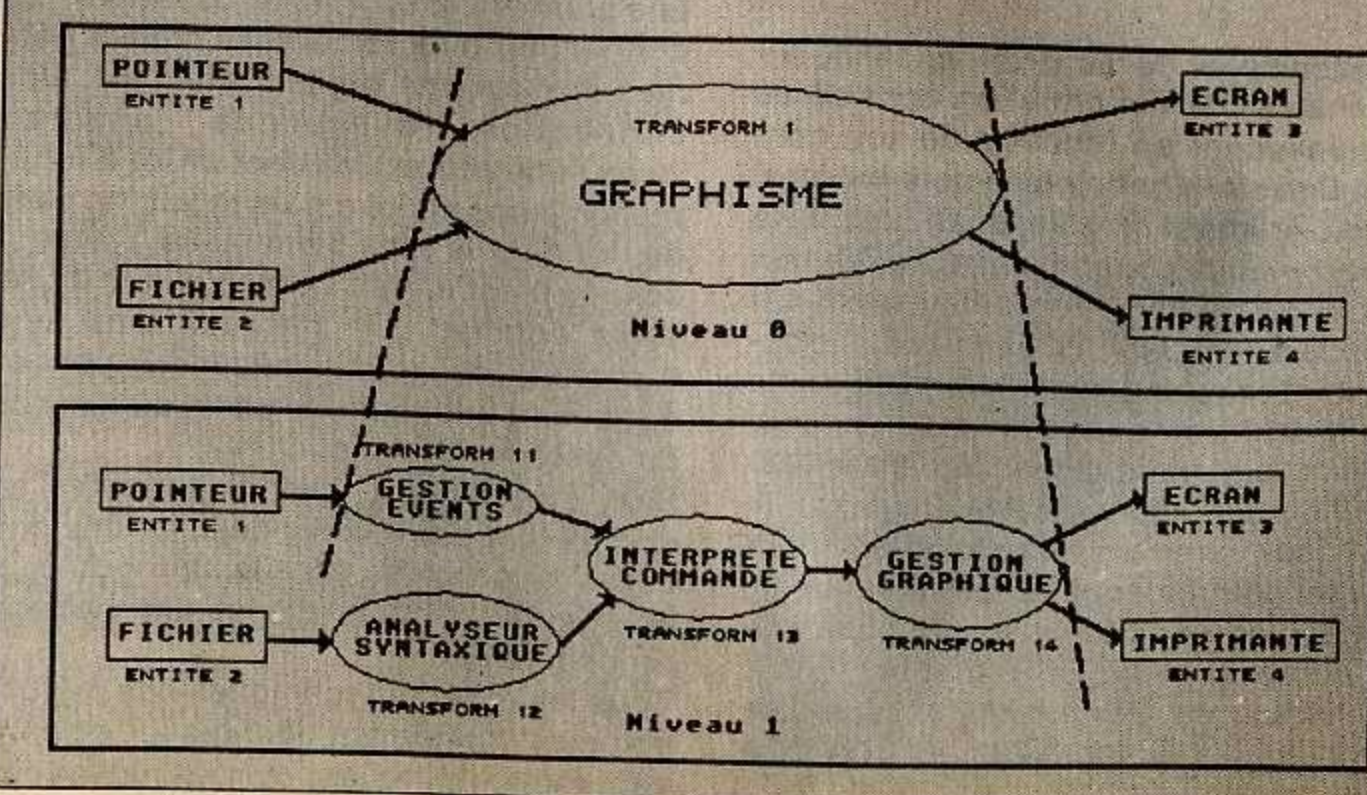 POINTEUR
ENTITE 1
TRANSFORM 1
GRAPHISME
ECRAN
ENTITE 3
FICHIER
ENTITE 2
Niveau 0
IMPRIMANTE
ENTITE 4
TRANSFORM 11
POINTEUR
ENTITE 1
GESTION
EVENTS
INTERPRETE
COMMANDE
TRANSFORM 13
GESTION
GRAPHIQUE
TRANSFORM 14
ECRAN
ENTITE 3
FICHIER
ENTITE 2
ANALYSEUR
SYNTAXIQUE
TRANSFORM 12
IMPRIMANTE
ENTITE 4
Niveau 1